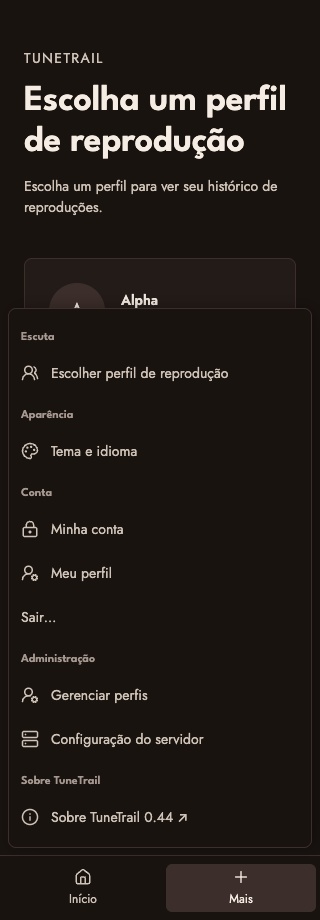 TUNETRAIL
Escolha um perfil
de reprodução
Escolha um perfil para ver seu histórico de
reproduções.
Alpha
Escuta
Escolher perfil de reprodução
Aparência
Tema e idioma
Conta
Minha conta
Meu perfil
Sair…
Administração
Gerenciar perfis
Configuração do servidor
Sobre TuneTrail
Sobre TuneTrail 0.44 ↗
Início
Mais